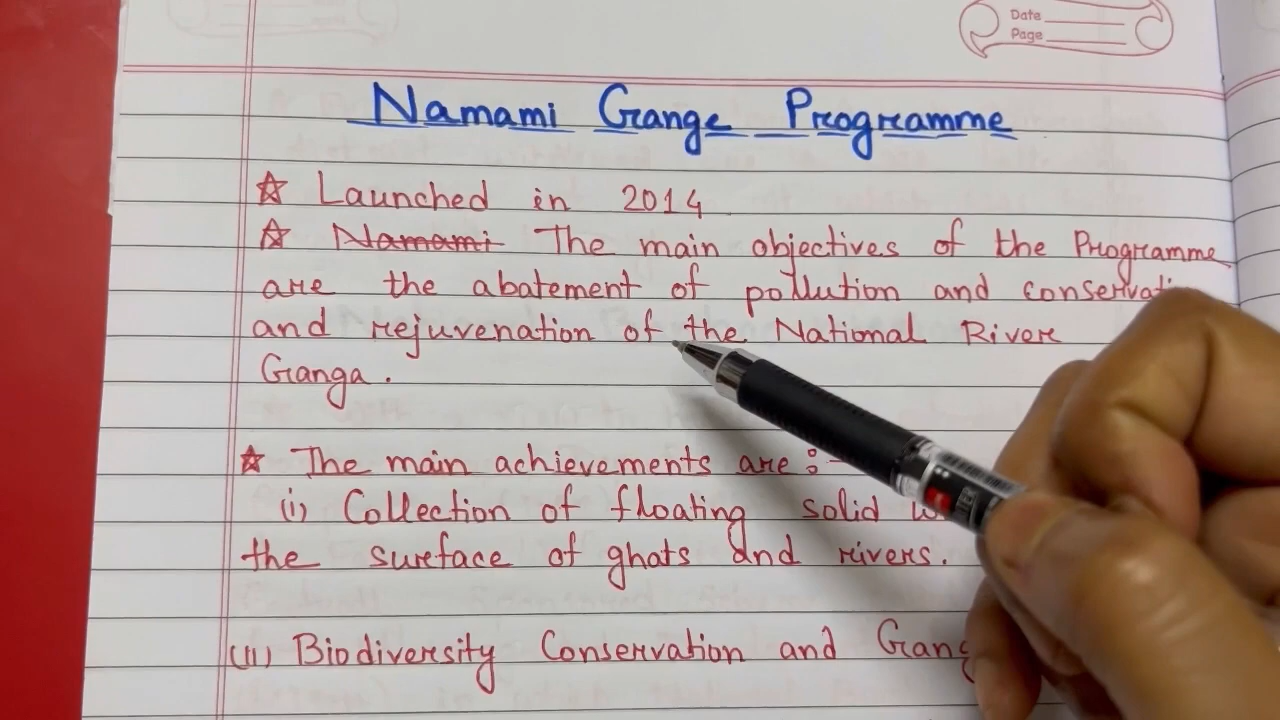 Date
Page
Namami Gange Programme
☆ Launched in 2014
☆ Namami The main objectives of the Programme
are the abatement of pollution and
and rejuvenation of the National River
Ganga.
☆ The main achievements are :-
(i) Collection of floating solid
the surface of ghats and rivers.
(ii) Biodiversity Conservation and